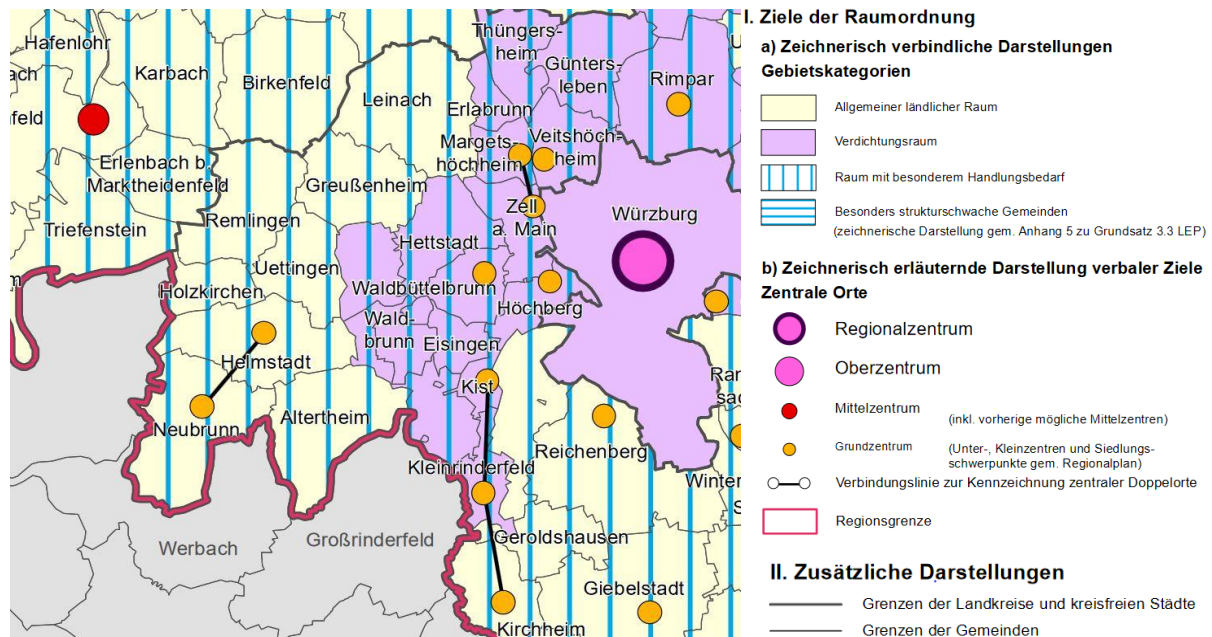 Hafenlohr
ach
Karbach
Birkenfeld
nfeld
Leinach
Thüngers-
heim
Günters-
leben
Rimpar
Erlabrunn
Margets-
höchheim
Veitshöch-
heim
Erlenbach b.
Marktheidenfeld
Greußenheim
Triefenstein
Remlingen
Zell
a. Main
Würzburg
Hettstadt
Uettingen
m
Holzkirchen
Waldbüttelbrunn
Höchberg
Wald-
brunn
Eisingen
Helmstadt
Kist
Ran
sac
Altertheim
Neubrunn
Reichenberg
Kleinrinderfeld
Winter
S
Geroldshausen
Großrinderfeld
Werbach
Giebelstadt
Kirchheim
I. Ziele der Raumordnung
a) Zeichnerisch verbindliche Darstellungen
Gebietskategorien
Allgemeiner ländlicher Raum
Verdichtungsraum
Raum mit besonderem Handlungsbedarf
Besonders strukturschwache Gemeinden
(zeichnerische Darstellung gem. Anhang 5 zu Grundsatz 3.3 LEP)
b) Zeichnerisch erläuternde Darstellung verbaler Ziele
Zentrale Orte
Regionalzentrum
Oberzentrum
Mittelzentrum
(inkl. vorherige mögliche Mittelzentren)
Grundzentrum
(Unter-, Kleinzentren und Siedlungs-
schwerpunkte gem. Regionalplan)
Verbindungslinie zur Kennzeichnung zentraler Doppelorte
Regionsgrenze
II. Zusätzliche Darstellungen
Grenzen der Landkreise und kreisfreien Städte
Grenzen der Gemeinden